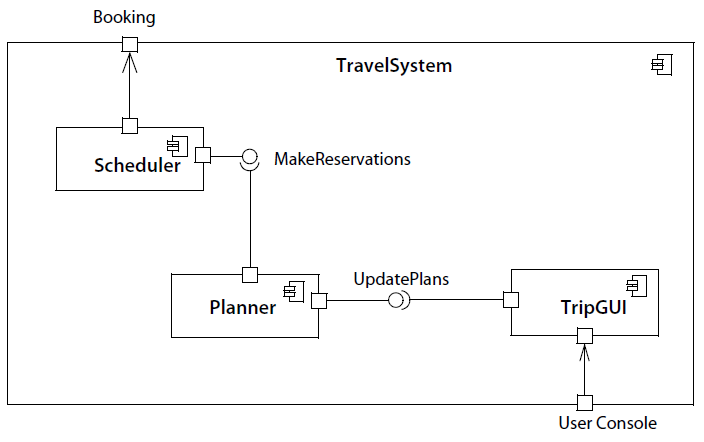 Booking
TravelSystem
Scheduler
MakeReservations
UpdatePlans
Planner
TripGUI
User Console